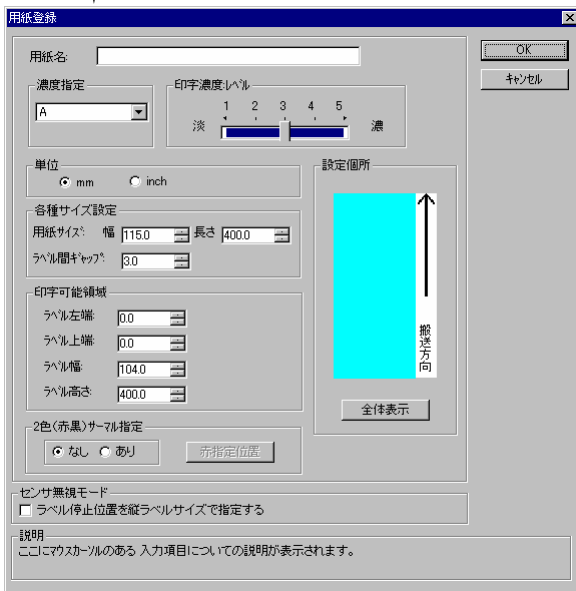 用紙登録
用紙名:
OK
キャンセル
濃度指定
A
印字濃度レベル
1 2 3 4 5
淡 濃
単位
mm inch
設定個所
各種サイズ設定
用紙サイズ: 幅 115.0 長さ 400.0
ラベル間ギャップ: 3.0
印字可能領域
ラベル左端: 0.0
ラベル上端: 0.0
ラベル幅: 104.0
ラベル高さ: 400.0
搬送方向
全体表示
2色(赤黒)サーマル指定
なし あり 赤指定位置
センサ無視モード
ラベル停止位置を縦ラベルサイズで指定する
説明
ここにマウスカーソルのある 入力項目についての説明が表示されます。